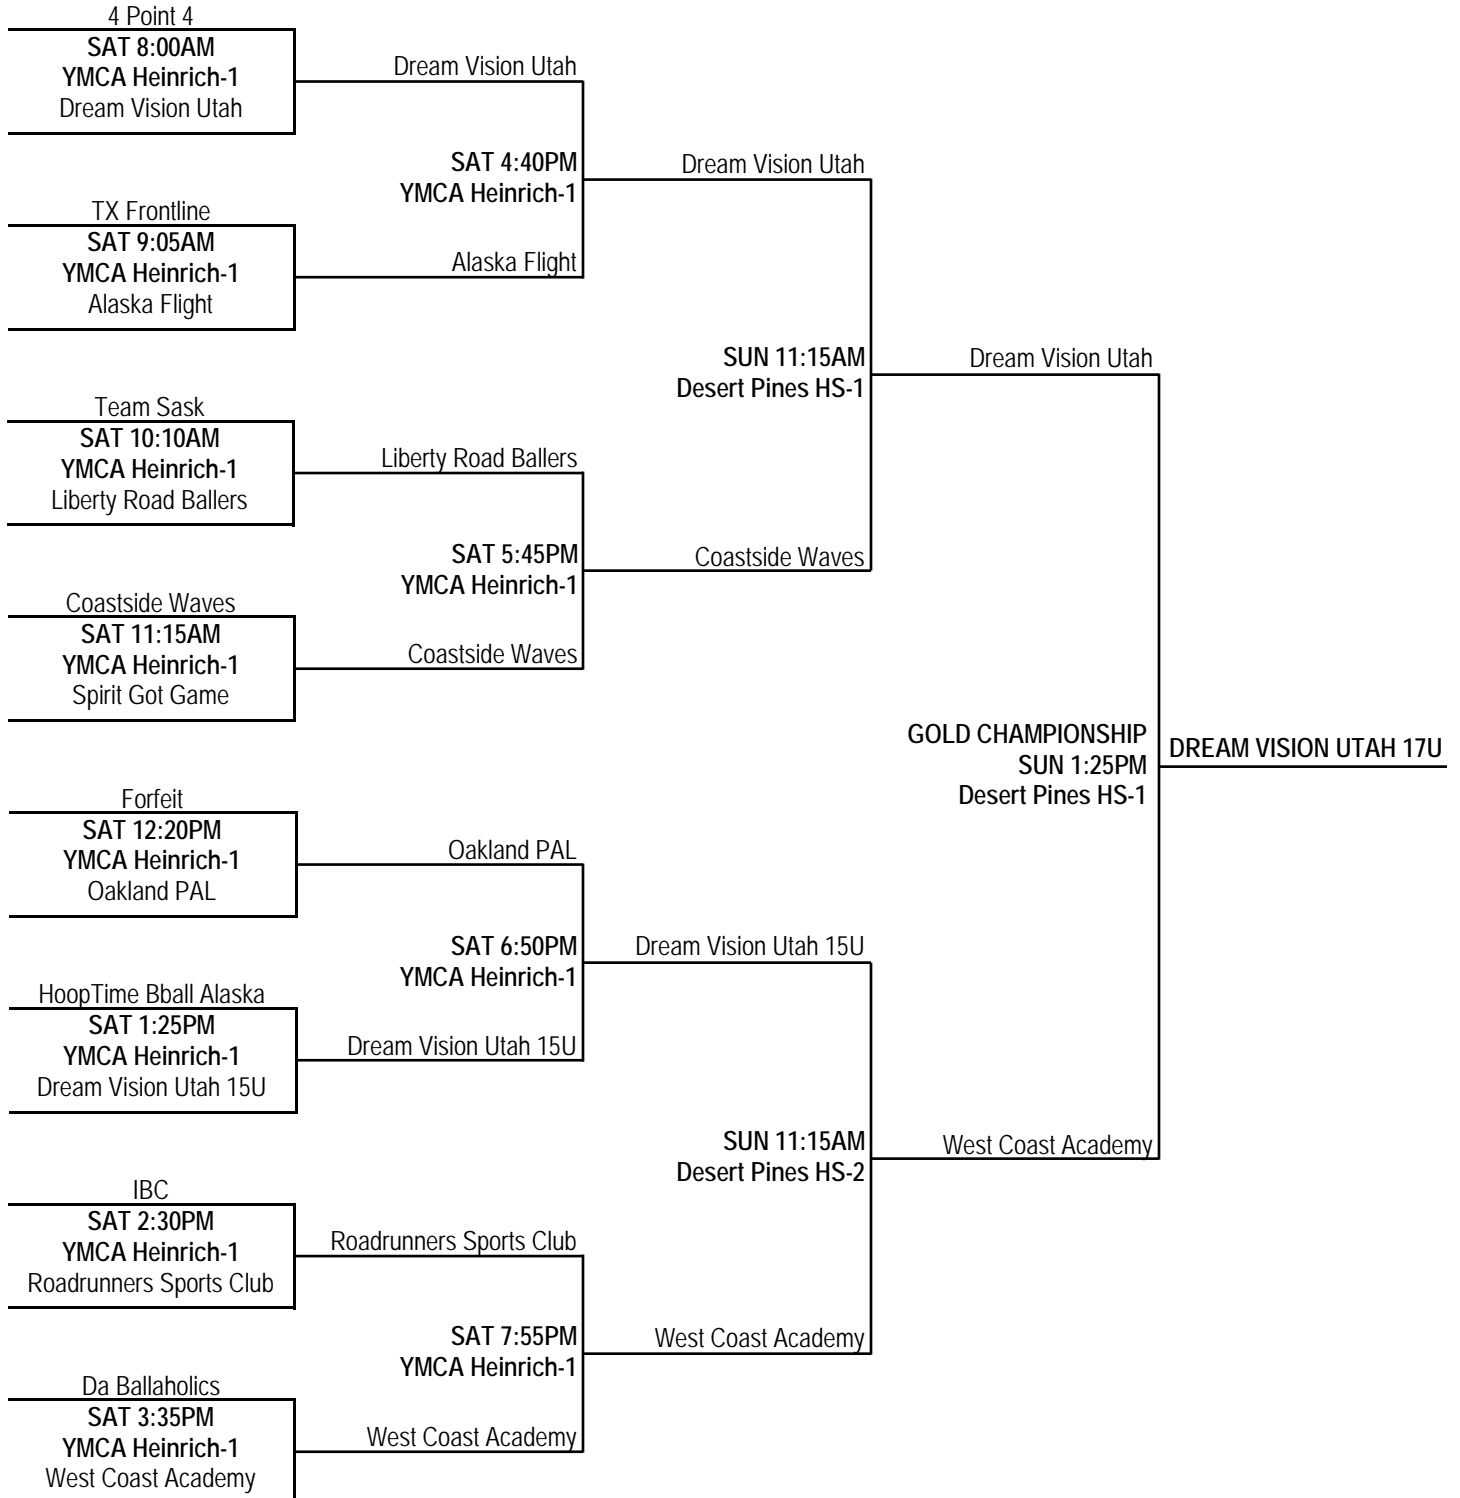 4 Point 4
SAT 8:00AM
YMCA Heinrich-1
Dream Vision Utah
TX Frontline
SAT 9:05AM
YMCA Heinrich-1
Alaska Flight
Team Sask
SAT 10:10AM
YMCA Heinrich-1
Liberty Road Ballers
Coastside Waves
SAT 11:15AM
YMCA Heinrich-1
Spirit Got Game
Forfeit
SAT 12:20PM
YMCA Heinrich-1
Oakland PAL
HoopTime Bball Alaska
SAT 1:25PM
YMCA Heinrich-1
Dream Vision Utah 15U
IBC
SAT 2:30PM
YMCA Heinrich-1
Roadrunners Sports Club
Da Ballaholics
SAT 3:35PM
YMCA Heinrich-1
West Coast Academy
Dream Vision Utah
SAT 4:40PM
YMCA Heinrich-1
Alaska Flight
Liberty Road Ballers
SAT 5:45PM
YMCA Heinrich-1
Coastside Waves
Oakland PAL
SAT 6:50PM
YMCA Heinrich-1
Dream Vision Utah 15U
Roadrunners Sports Club
SAT 7:55PM
YMCA Heinrich-1
West Coast Academy
Dream Vision Utah
SUN 11:15AM
Desert Pines HS-1
Coastside Waves
Dream Vision Utah 15U
SUN 11:15AM
Desert Pines HS-2
West Coast Academy
Dream Vision Utah
GOLD CHAMPIONSHIP
SUN 1:25PM
Desert Pines HS-1
West Coast Academy
DREAM VISION UTAH 17U